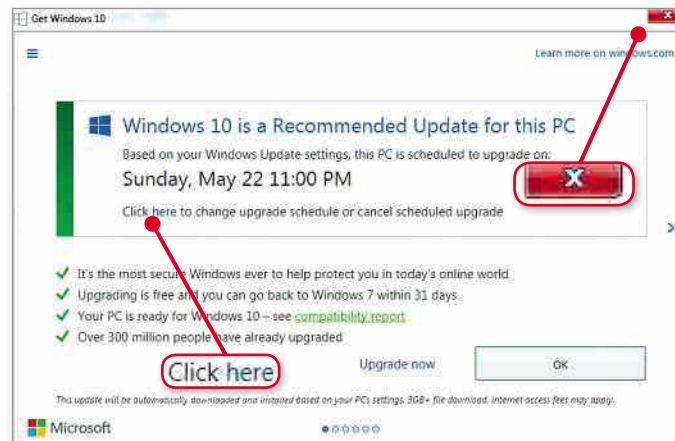 Get Windows 10
Learn more on windows.com
Windows 10 is a Recommended Update for this PC
Based on your Windows Update settings, this PC is scheduled to upgrade on:
Sunday, May 22 11:00 PM
Click here to change upgrade schedule or cancel scheduled upgrade
It's the most secure Windows ever to help protect you in today's online world
Upgrading is free and you can go back to Windows 7 within 31 days
Your PC is ready for Windows 10 – see compatibility report
Over 300 million people have already upgraded
Click here
Upgrade now
OK
This update will be automatically downloaded and installed based on your PCs settings. 3GB+ file download. Internet access fees may apply.
Microsoft